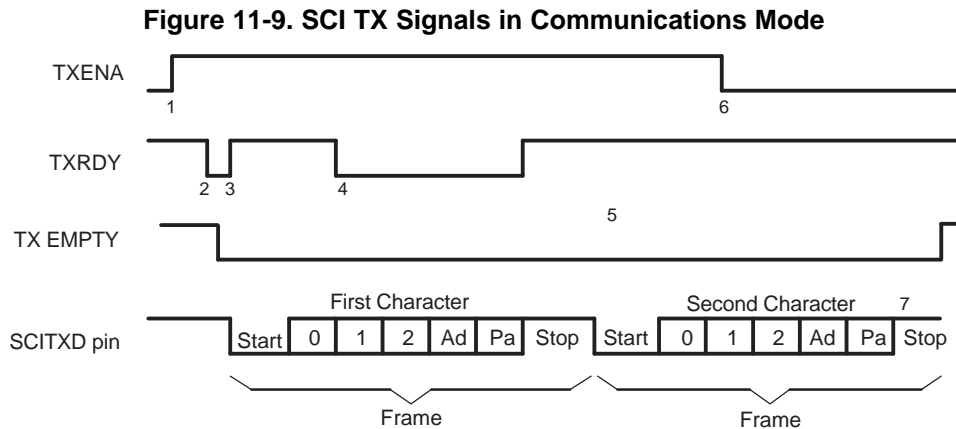 Figure 11-9. SCI TX Signals in Communications Mode
TXENA
1
6
TXRDY
2
3
4
TX EMPTY
5
SCITXD pin
First Character
Second Character
7
Start 0 1 2 Ad Pa Stop Start 0 1 2 Ad Pa Stop
Frame
Frame